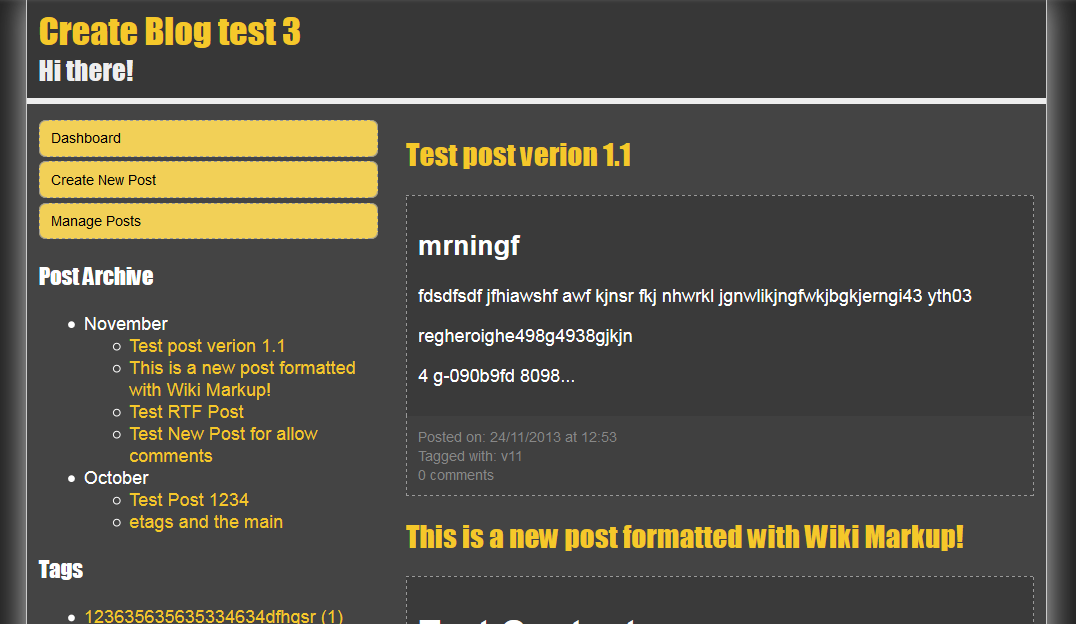 Create Blog test 3
Hi there!
Dashboard
Create New Post
Manage Posts
Post Archive
November
Test post verion 1.1
This is a new post formatted
with Wiki Markup!
Test RTF Post
Test New Post for allow
comments
October
Test Post 1234
etags and the main
Tags
123635635635334634dfhgsr (1)
Test post verion 1.1
mrningf
fdsdfsdf jfhiawshf awf kjnsr fkj nhwrkl jgnwlikjngfwkjbgkjerngi43 yth03
regheroighe498g4938gjkjn
4 g-090b9fd 8098...
Posted on: 24/11/2013 at 12:53
Tagged with: v11
0 comments
This is a new post formatted with Wiki Markup!